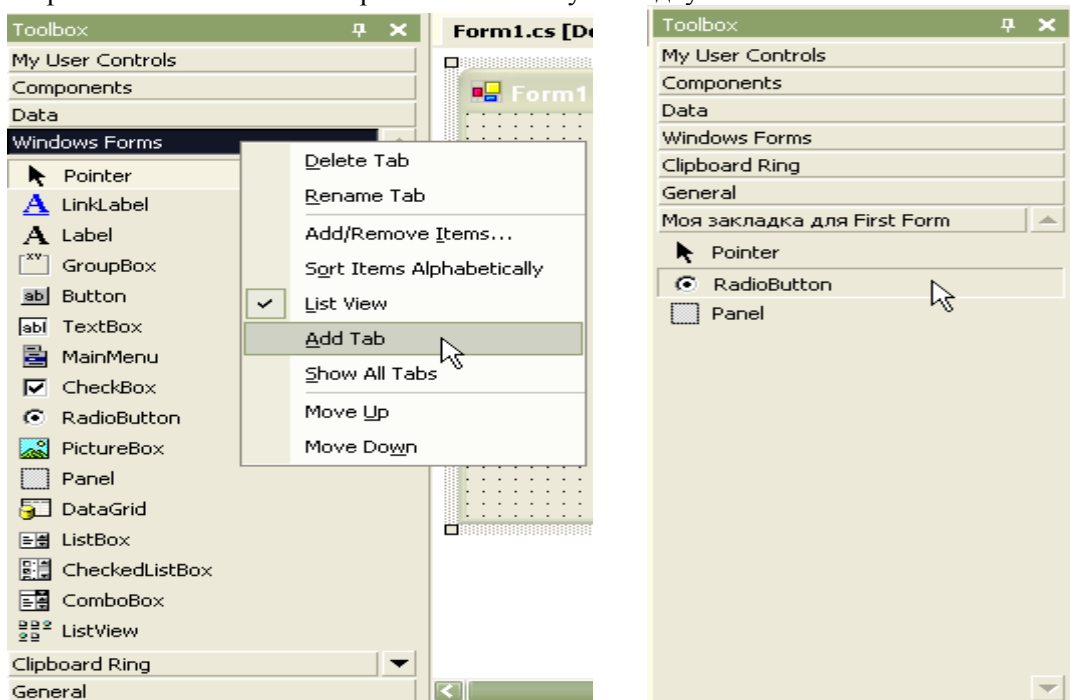 Toolbox
My User Controls
Components
Data
Windows Forms
Pointer
LinkLabel
Label
GroupBox
Button
TextBox
MainMenu
CheckBox
RadioButton
PictureBox
Panel
DataGrid
ListBox
CheckedListBox
ComboBox
ListView
Clipboard Ring
General
Form1.cs [De
Form1
Delete Tab
Rename Tab
Add/Remove Items...
Sort Items Alphabetically
List View
Add Tab
Show All Tabs
Move Up
Move Down
Toolbox
My User Controls
Components
Data
Windows Forms
Clipboard Ring
General
Моя закладка для First Form
Pointer
RadioButton
Panel